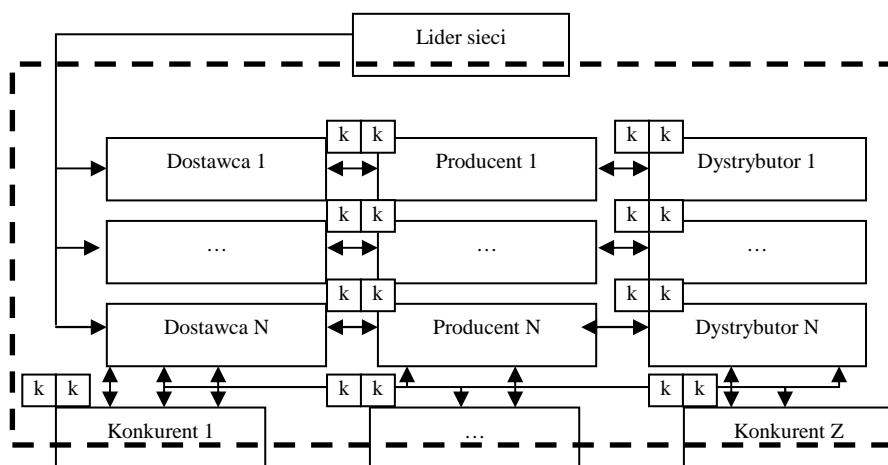 Lider sieci
k k k k
Dostawca 1 Producent 1 Dystrybutor 1
k k k k
… … …
k k k k
Dostawca N Producent N Dystrybutor N
k k k k k k
Konkurent 1 … Konkurent Z